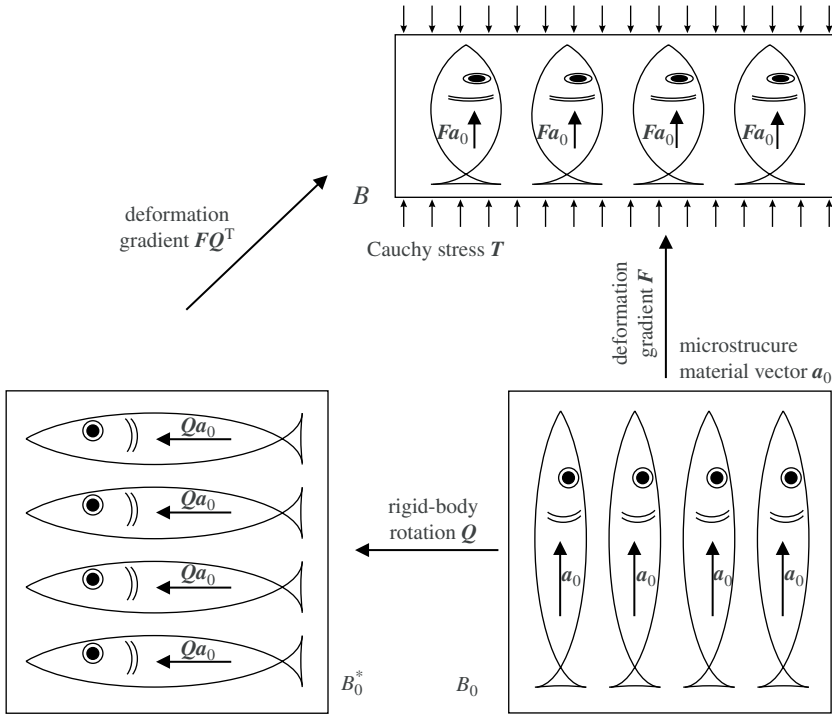 Fa₀ Fa₀ Fa₀ Fa₀
B
deformation
gradient FQᵀ
Cauchy stress T
deformation
gradient F
microstrucure
material vector a₀
Qa₀
Qa₀
Qa₀
Qa₀
rigid-body
rotation Q
a₀ a₀ a₀ a₀
B₀*
B₀